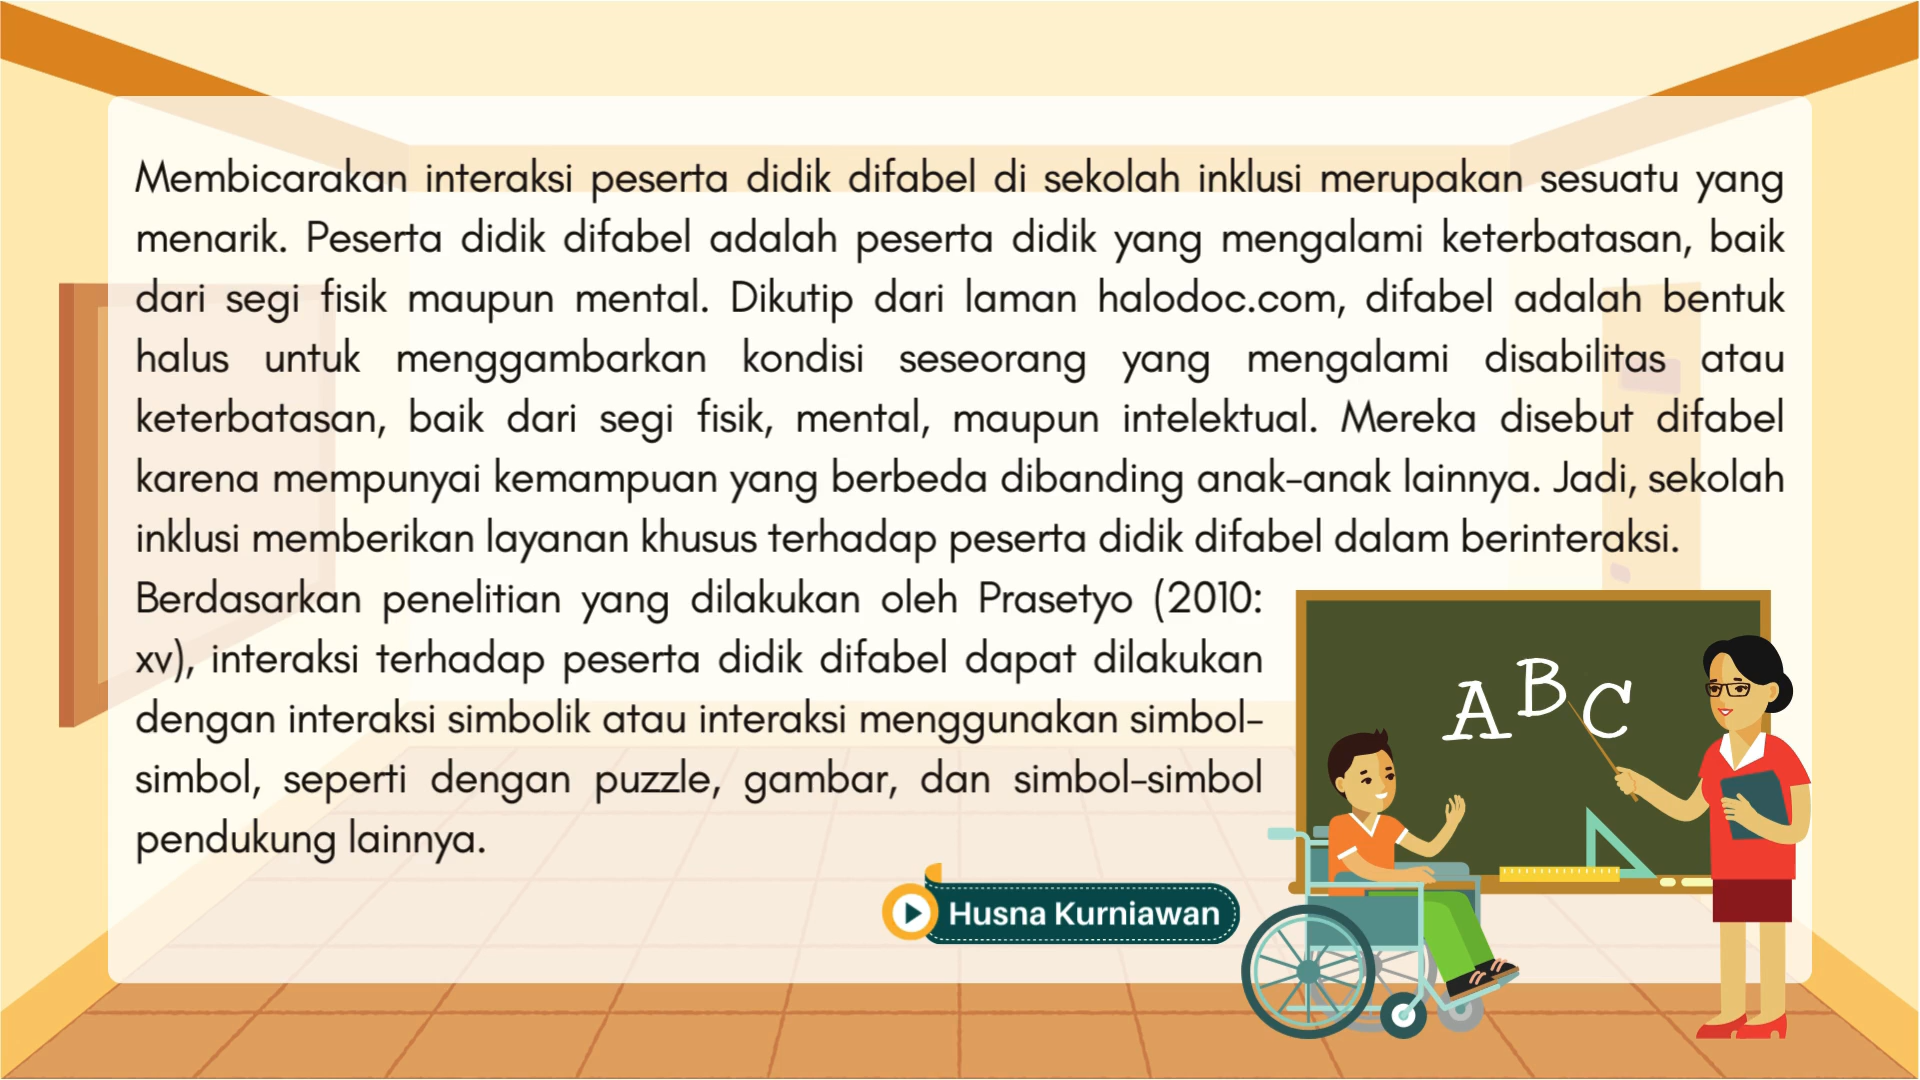 Membicarakan interaksi peserta didik difabel di sekolah inklusi merupakan sesuatu yang
menarik. Peserta didik difabel adalah peserta didik yang mengalami keterbatasan, baik
dari segi fisik maupun mental. Dikutip dari laman halodoc.com, difabel adalah bentuk
halus untuk menggambarkan kondisi seseorang yang mengalami disabilitas atau
keterbatasan, baik dari segi fisik, mental, maupun intelektual. Mereka disebut difabel
karena mempunyai kemampuan yang berbeda dibanding anak-anak lainnya. Jadi, sekolah
inklusi memberikan layanan khusus terhadap peserta didik difabel dalam berinteraksi.
Berdasarkan penelitian yang dilakukan oleh Prasetyo (2010:
xv), interaksi terhadap peserta didik difabel dapat dilakukan
dengan interaksi simbolik atau interaksi menggunakan simbol-
simbol, seperti dengan puzzle, gambar, dan simbol-simbol
pendukung lainnya.
ABC
Husna Kurniawan